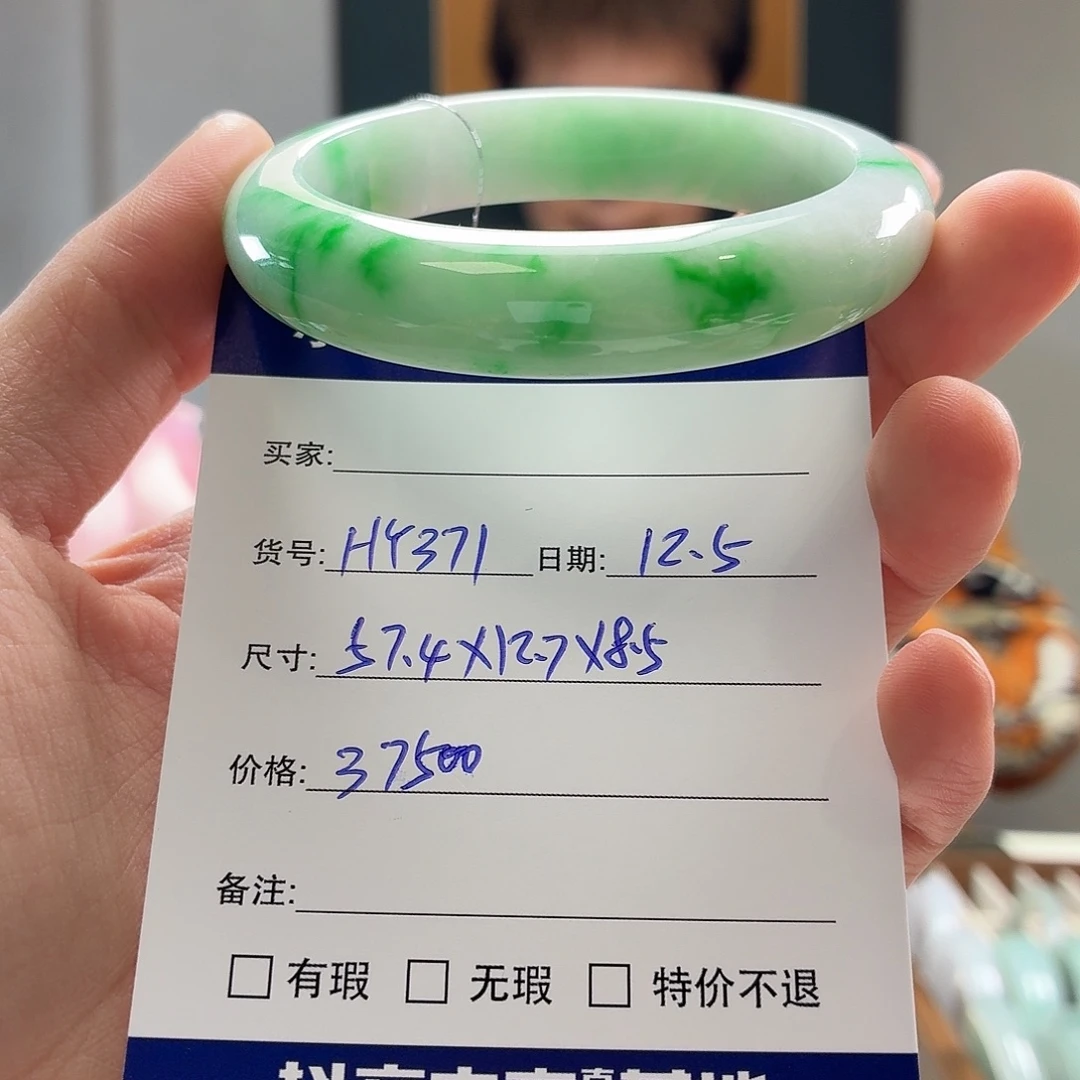 买家:
货号: HY371 日期: 12.5
尺寸: 57.4X12.7X8.5
价格: 37500
备注:
□ 有瑕 □ 无瑕 □ 特价不退